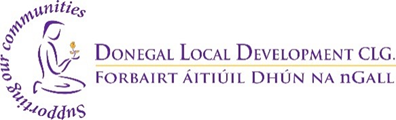 Supporting our communities
DONEGAL LOCAL DEVELOPMENT CLG.
FORBAIRT ÁITIÚIL DHÚN NA nGALL